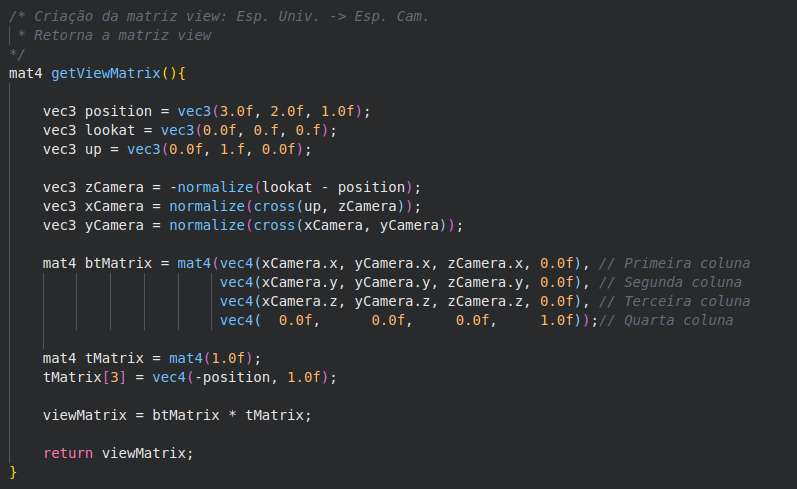 /* Criação da matriz view: Esp. Univ. -> Esp. Cam.
 * Retorna a matriz view
*/
mat4 getViewMatrix(){

    vec3 position = vec3(3.0f, 2.0f, 1.0f);
    vec3 lookat = vec3(0.0f, 0.f, 0.f);
    vec3 up = vec3(0.0f, 1.f, 0.0f);

    vec3 zCamera = -normalize(lookat - position);
    vec3 xCamera = normalize(cross(up, zCamera));
    vec3 yCamera = normalize(cross(xCamera, yCamera));

    mat4 btMatrix = mat4(vec4(xCamera.x, yCamera.x, zCamera.x, 0.0f), // Primeira coluna
                         vec4(xCamera.y, yCamera.y, zCamera.y, 0.0f), // Segunda coluna
                         vec4(xCamera.z, yCamera.z, zCamera.z, 0.0f), // Terceira coluna
                         vec4(  0.0f,      0.0f,     0.0f,     1.0f));// Quarta coluna

    mat4 tMatrix = mat4(1.0f);
    tMatrix[3] = vec4(-position, 1.0f);

    viewMatrix = btMatrix * tMatrix;

    return viewMatrix;
}